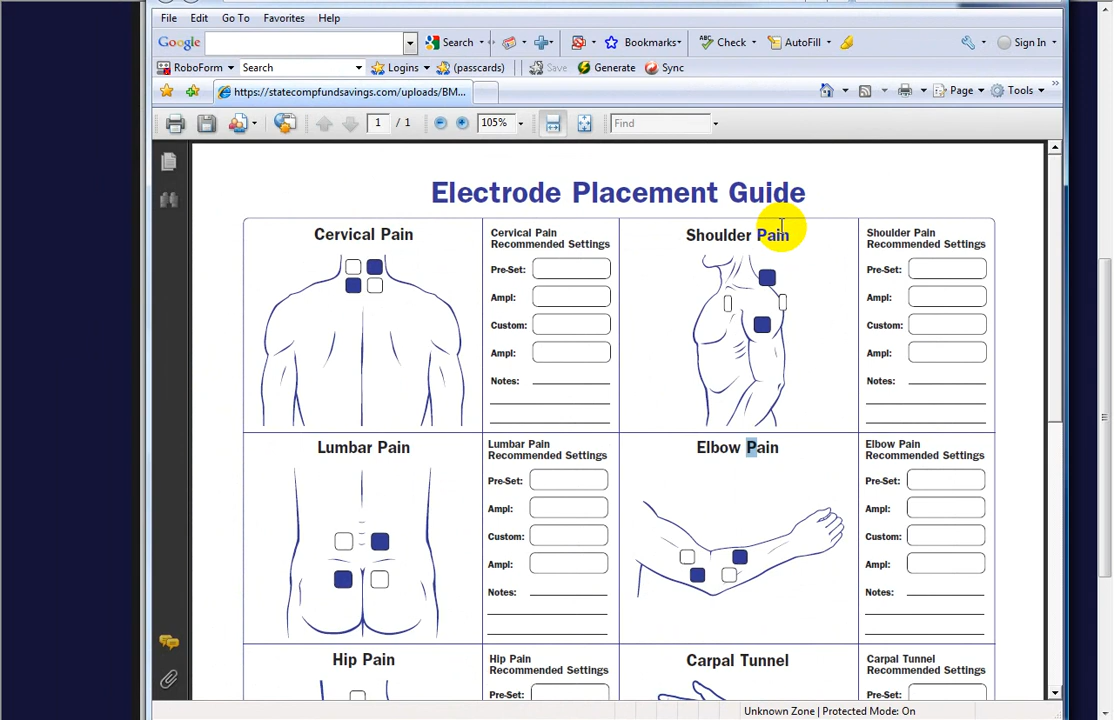 File Edit Go To Favorites Help
Google Search Bookmarks ABC Check AutoFill Sign In
RoboForm Search Logins (passcards) Save Generate Sync
https://statecompfundsavings.com/uploads/BM... Page Tools
1 / 1 105% Find
Electrode Placement Guide
Cervical Pain
Cervical Pain
Recommended Settings
Pre-Set:
Ampl:
Custom:
Ampl:
Notes:
Shoulder Pain
Shoulder Pain
Recommended Settings
Pre-Set:
Ampl:
Custom:
Ampl:
Notes:
Lumbar Pain
Lumbar Pain
Recommended Settings
Pre-Set:
Ampl:
Custom:
Ampl:
Notes:
Elbow Pain
Elbow Pain
Recommended Settings
Pre-Set:
Ampl:
Custom:
Ampl:
Notes:
Hip Pain
Hip Pain
Recommended Settings
Pre-Set:
Carpal Tunnel
Carpal Tunnel
Recommended Settings
Pre-Set:
Unknown Zone | Protected Mode: On